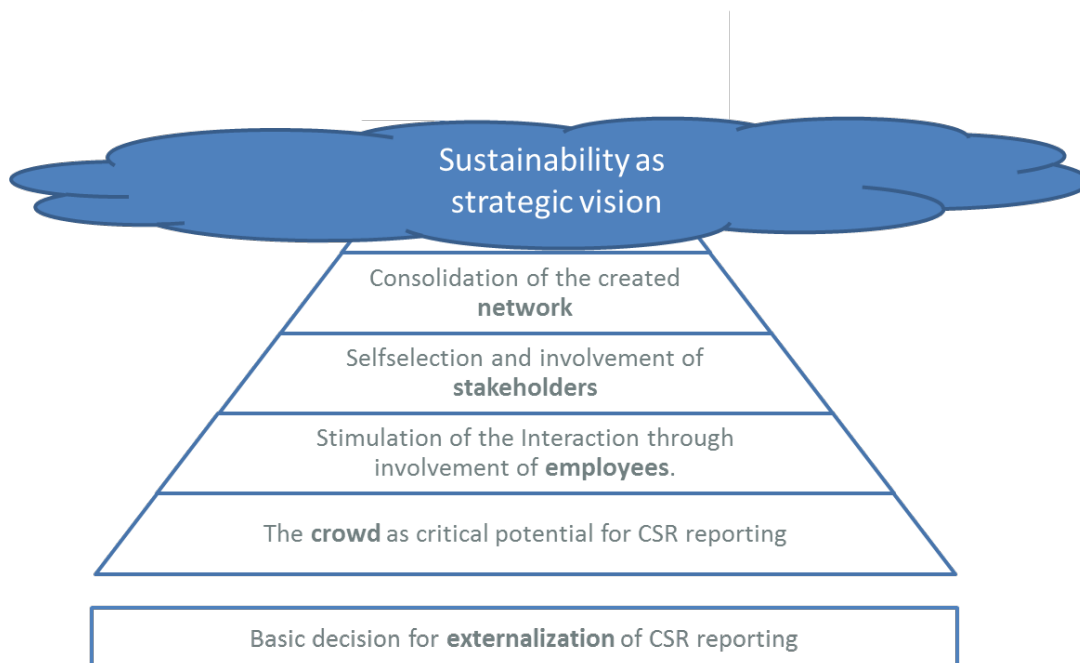 Sustainability as
strategic vision
Consolidation of the created
network
Selfselection and involvement of
stakeholders
Stimulation of the Interaction through
involvement of employees.
The crowd as critical potential for CSR reporting
Basic decision for externalization of CSR reporting